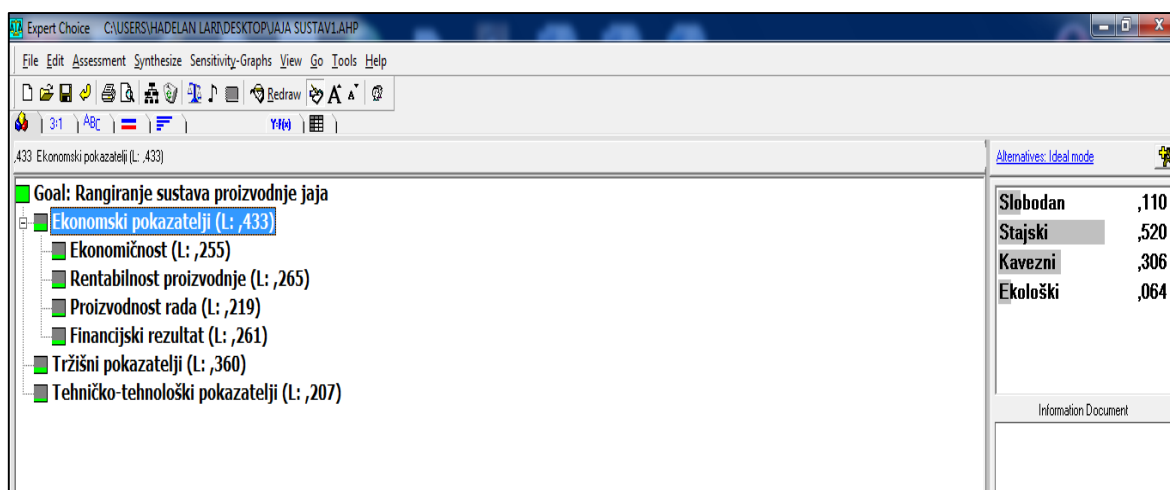 Expert Choice C:\USERS\HADELAN LARI\DESKTOP\JAJA SUSTAV1.AHP
File Edit Assessment Synthesize Sensitivity-Graphs View Go Tools Help
Redraw A A
3:1 ABC Y:f(x)
,433 Ekonomski pokazatelji (L: ,433)
Goal: Rangiranje sustava proizvodnje jaja
Ekonomski pokazatelji (L: ,433)
Ekonomičnost (L: ,255)
Rentabilnost proizvodnje (L: ,265)
Proizvodnost rada (L: ,219)
Financijski rezultat (L: ,261)
Tržišni pokazatelji (L: ,360)
Tehničko-tehnološki pokazatelji (L: ,207)
Alternatives: Ideal mode
Slobodan ,110
Stajski ,520
Kavezni ,306
Ekološki ,064
Information Document